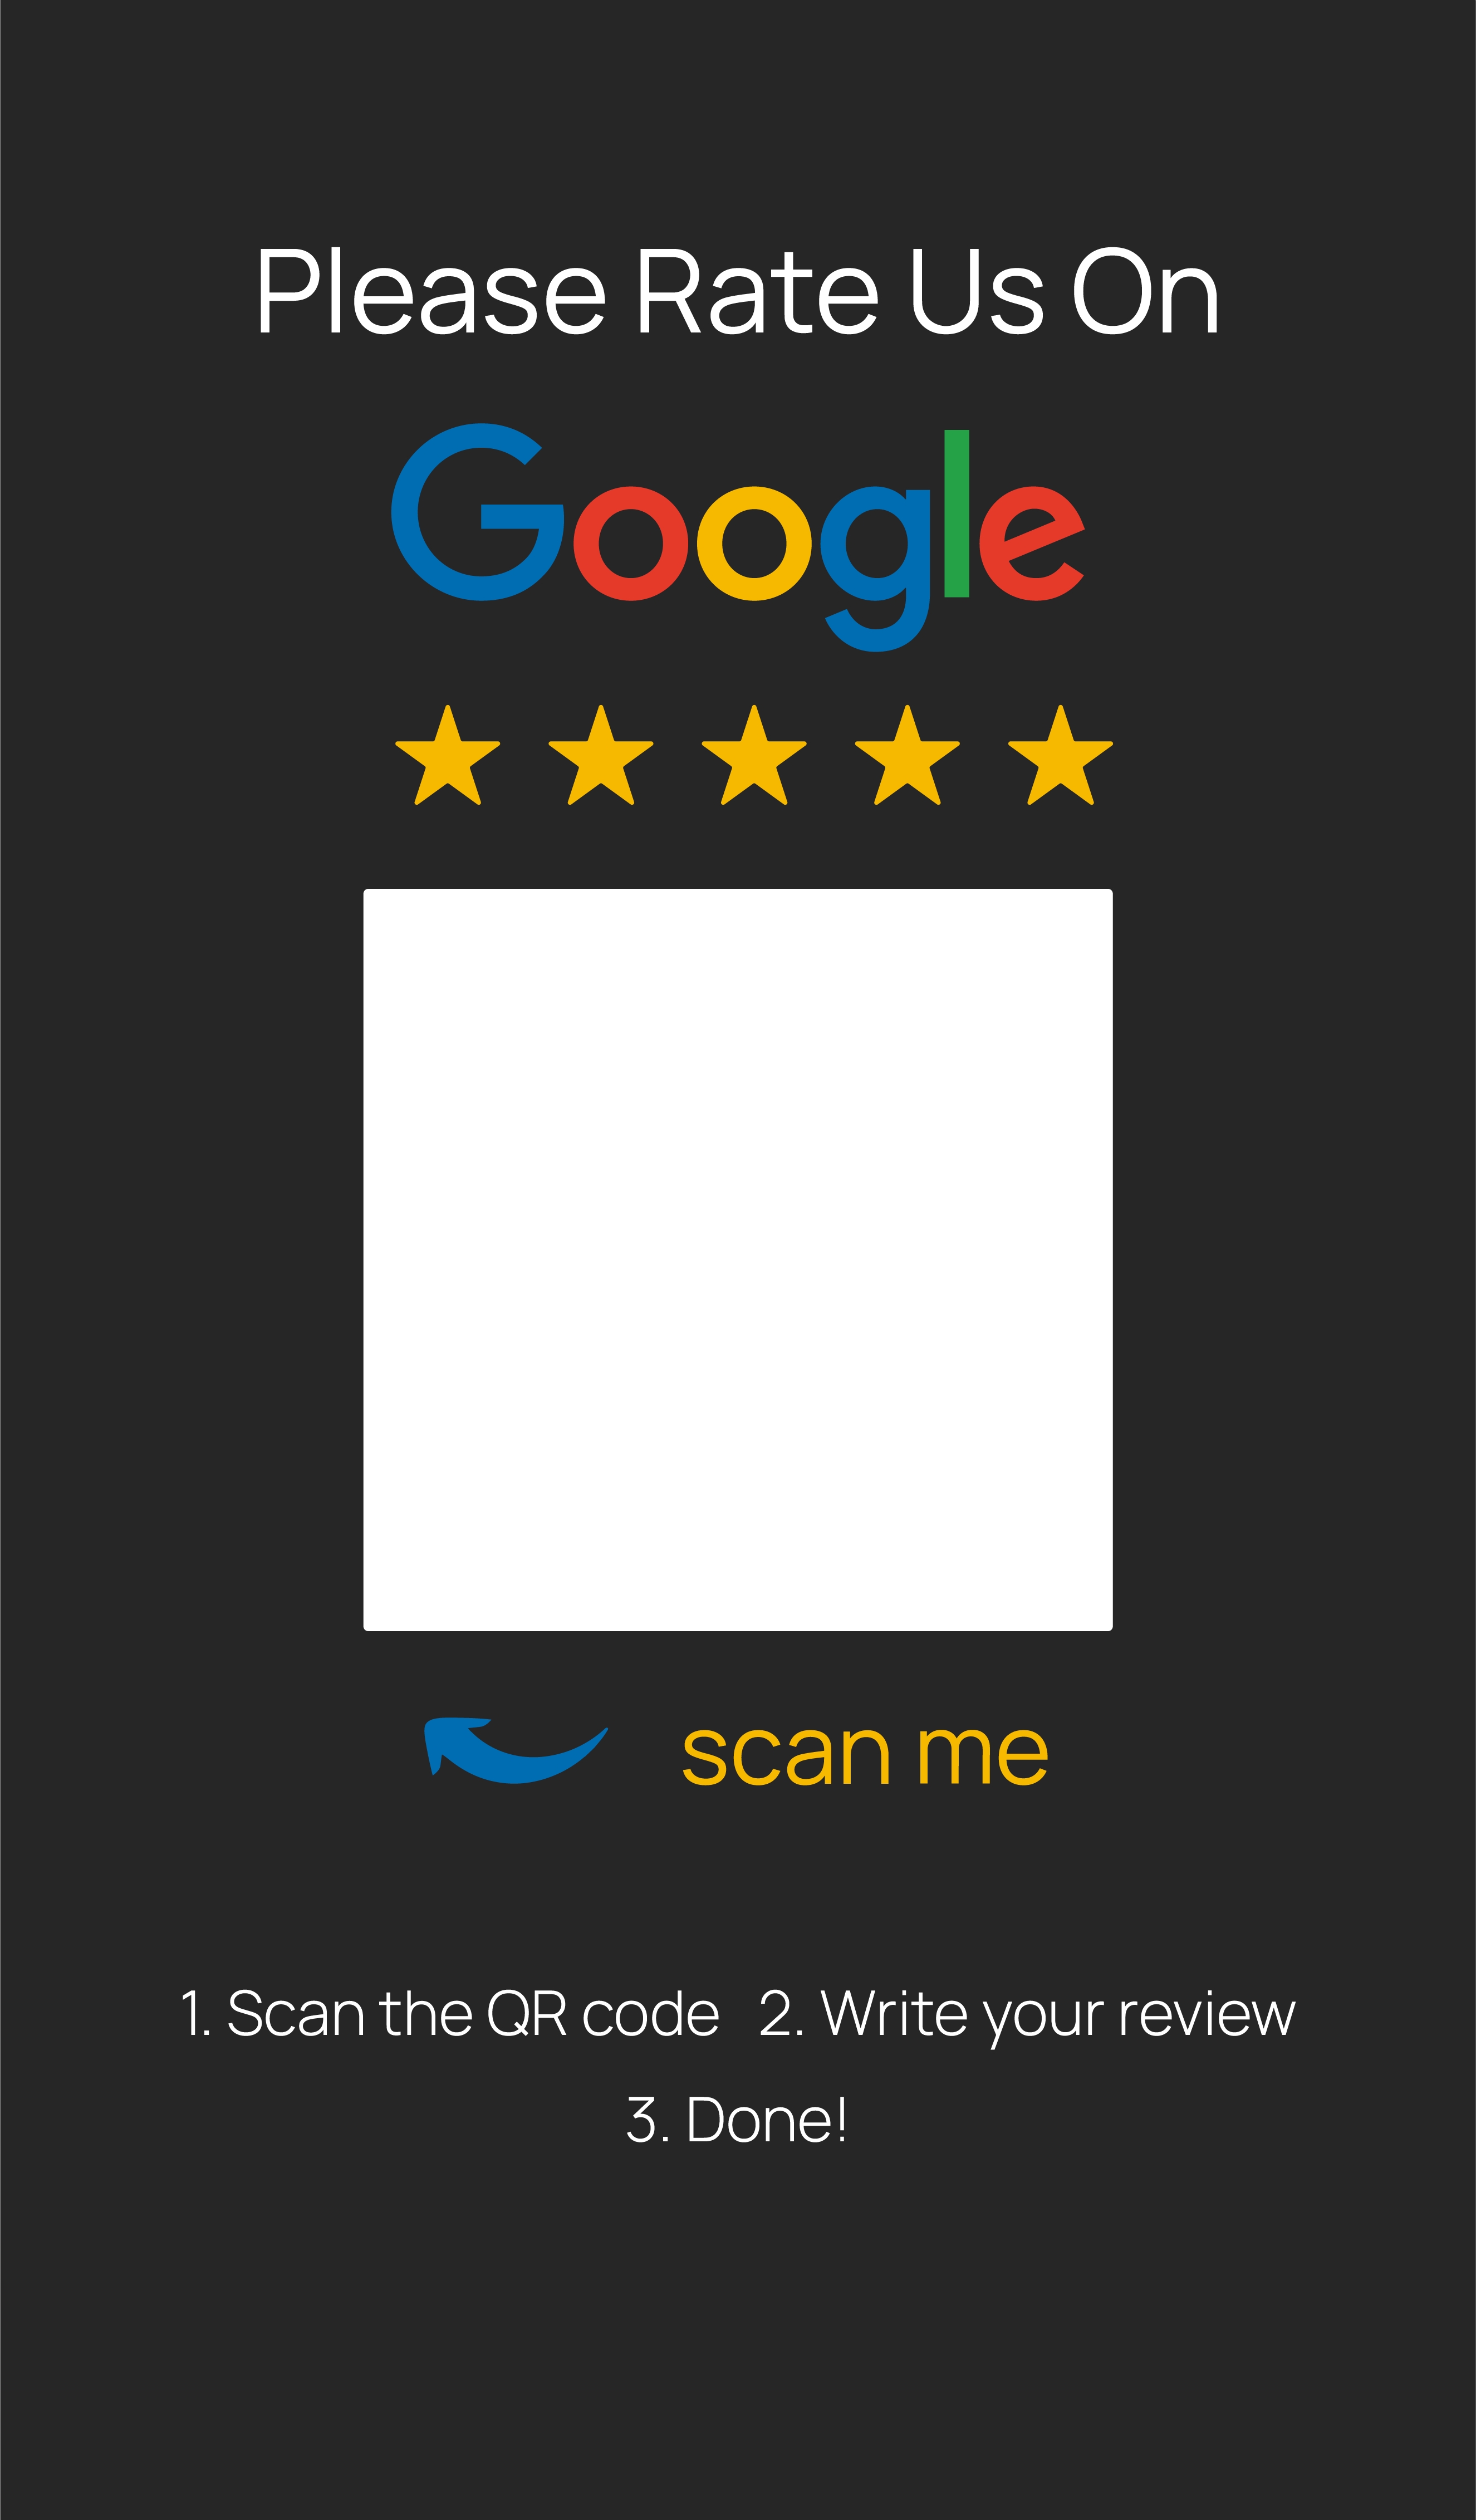 Please Rate Us On
Google
scan me
1. Scan the QR code 2. Write your review
3. Done!